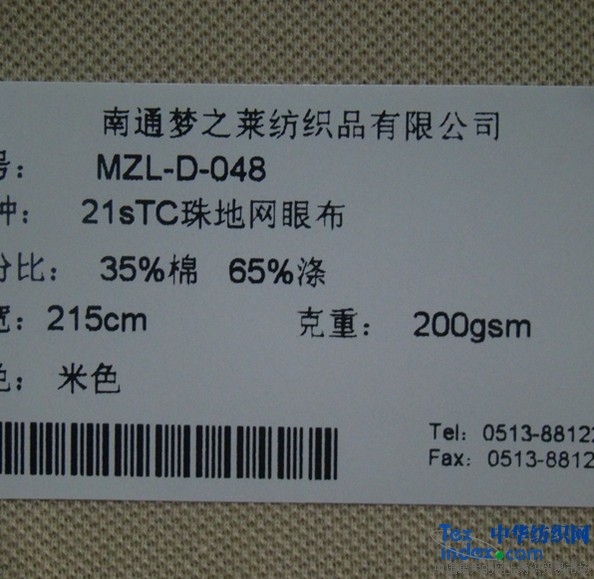 南通梦之莱纺织品有限公司
号: MZL-D-048
种: 21sTC珠地网眼布
分比: 35%棉 65%涤
宽: 215cm 克重: 200gsm
色: 米色
Tel: 0513-8812
Fax: 0513-8812
Tex 中华纺织网
index.com